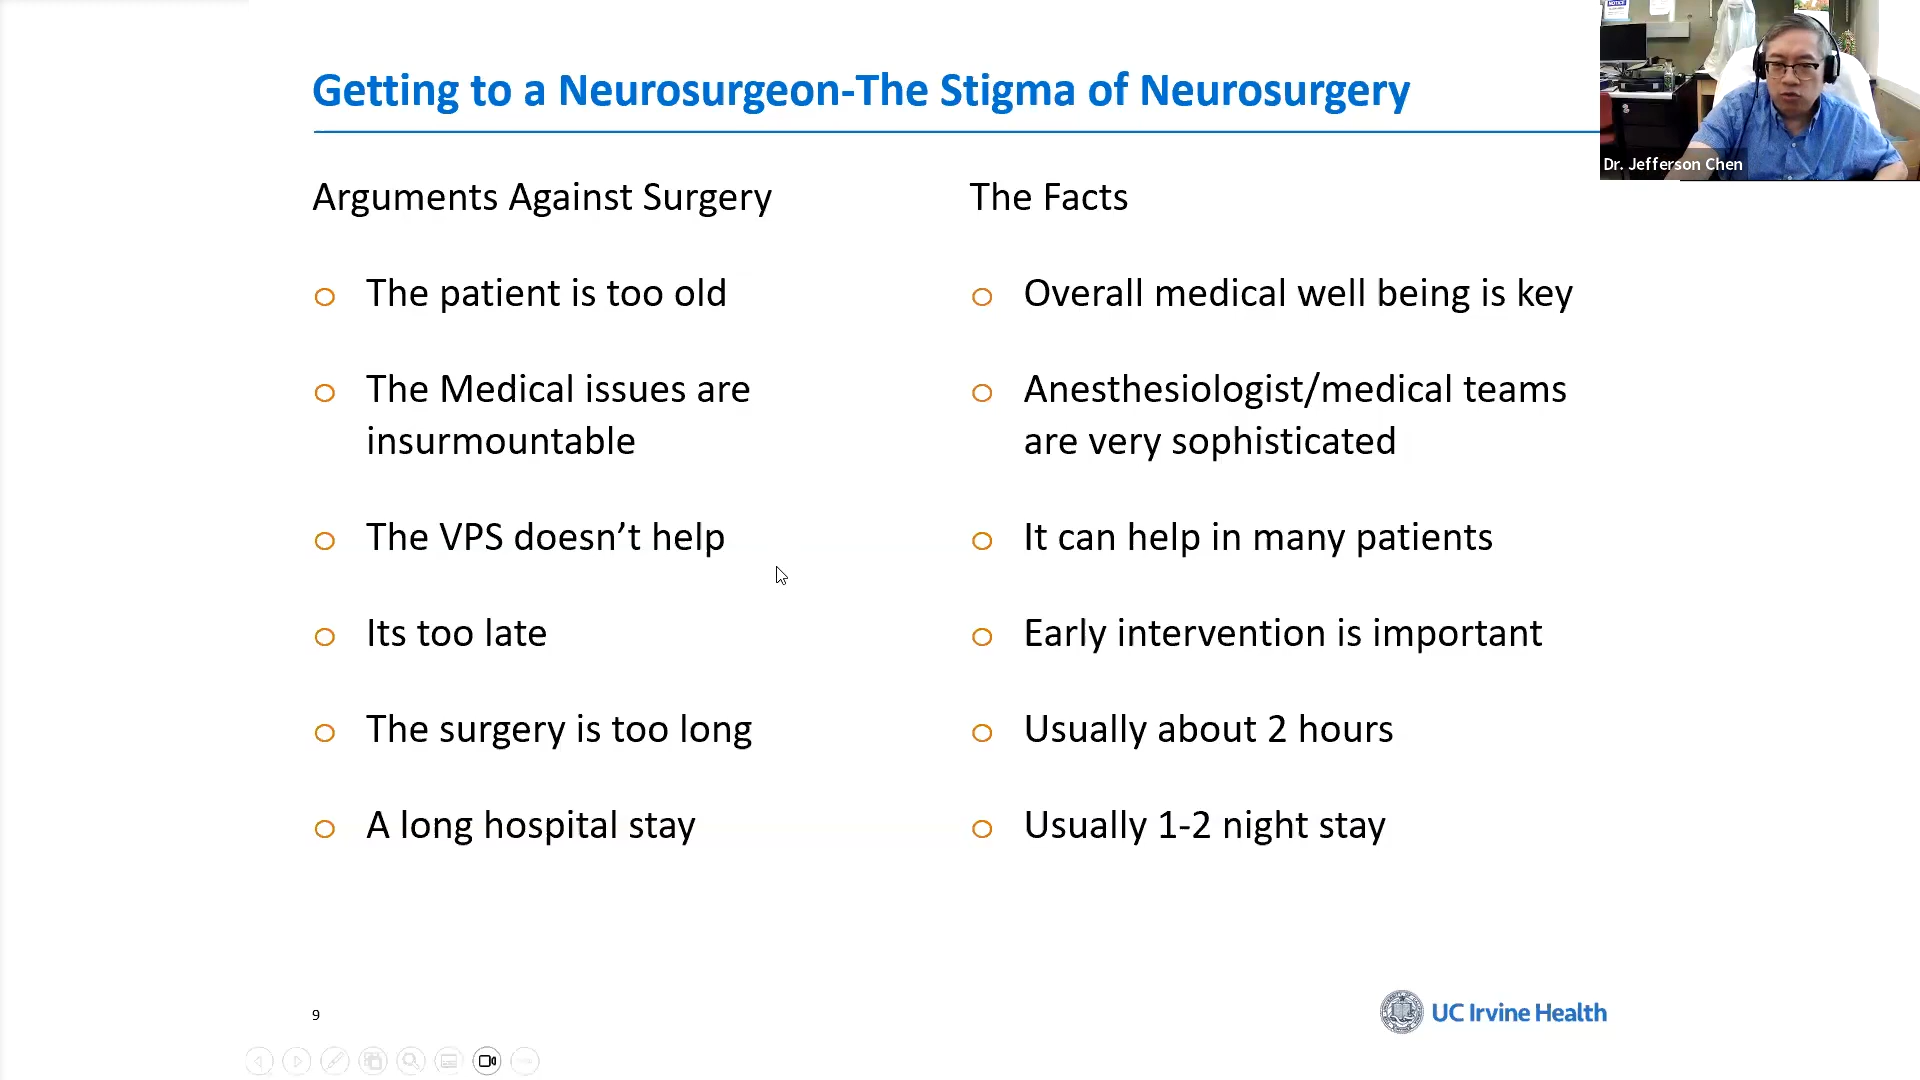 Getting to a Neurosurgeon-The Stigma of Neurosurgery
NOTICE
Dr. Jefferson Chen
Arguments Against Surgery
The patient is too old
The Medical issues are
insurmountable
The VPS doesn’t help
Its too late
The surgery is too long
A long hospital stay
The Facts
Overall medical well being is key
Anesthesiologist/medical teams
are very sophisticated
It can help in many patients
Early intervention is important
Usually about 2 hours
Usually 1-2 night stay
9
UC Irvine Health